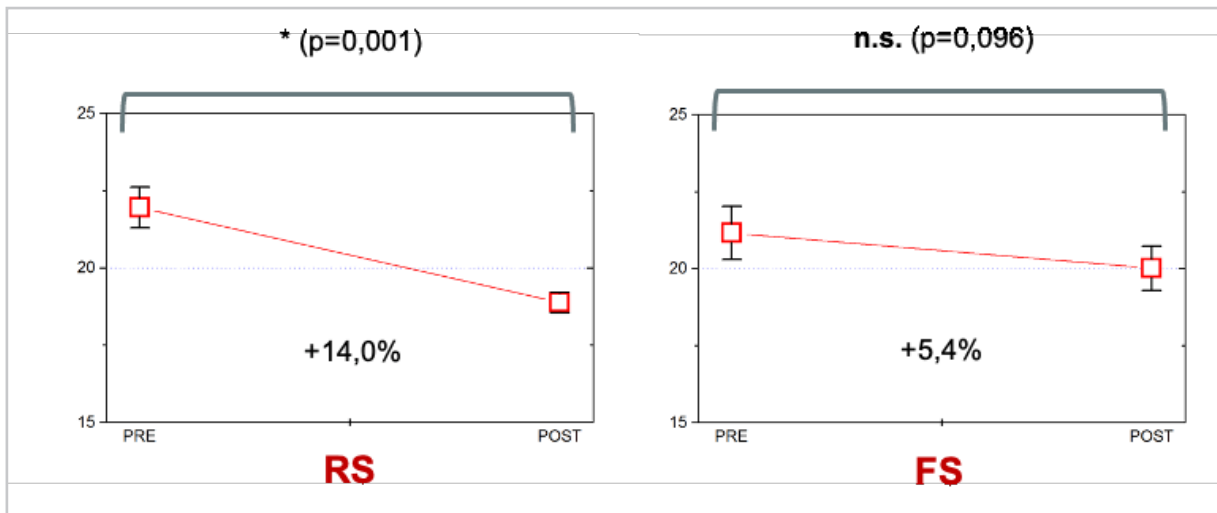 * (p=0,001)
25
20
+14,0%
15
PRE
POST
RS
n.s. (p=0,096)
25
20
+5,4%
15
PRE
POST
FS